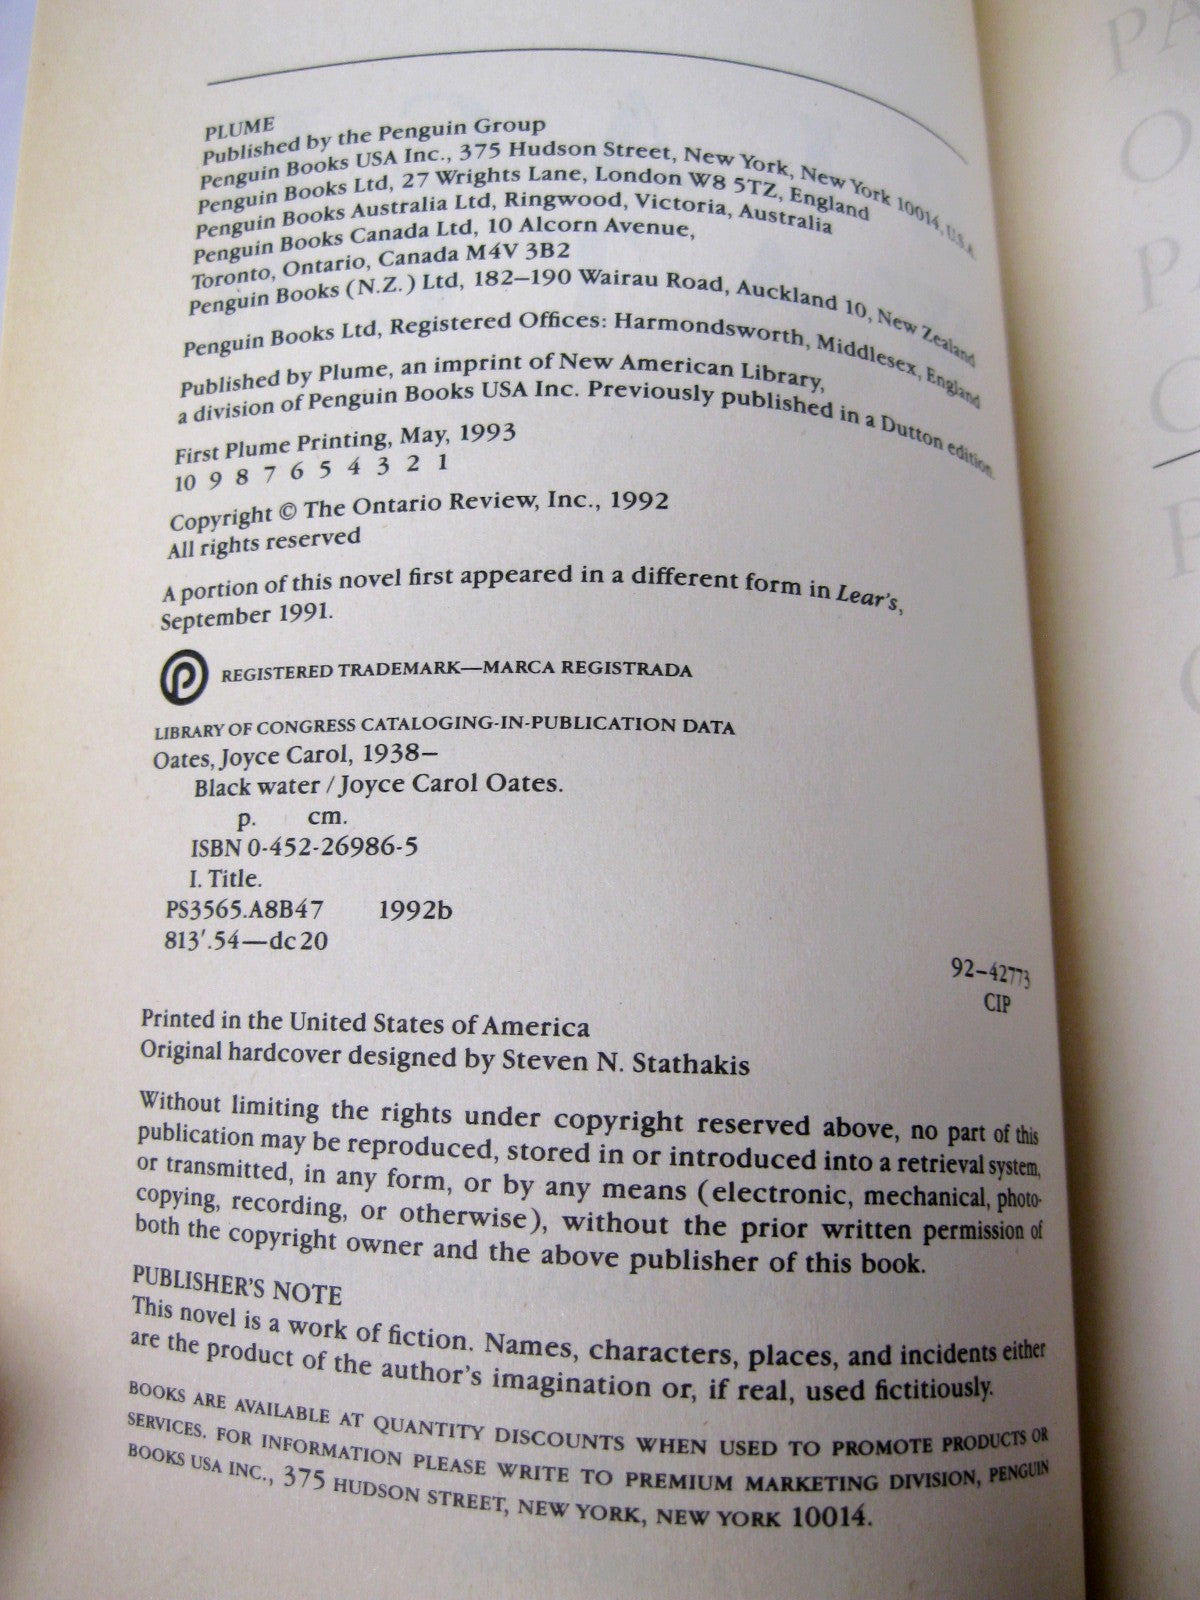 PLUME
Published by the Penguin Group
Penguin Books USA Inc., 375 Hudson Street, New York, New York 10014, U.S.A.
Penguin Books Ltd, 27 Wrights Lane, London W8 5TZ, England
Penguin Books Australia Ltd, Ringwood, Victoria, Australia
Penguin Books Canada Ltd, 10 Alcorn Avenue,
Toronto, Ontario, Canada M4V 3B2
Penguin Books (N.Z.) Ltd, 182–190 Wairau Road, Auckland 10, New Zealand
Penguin Books Ltd, Registered Offices: Harmondsworth, Middlesex, England
Published by Plume, an imprint of New American Library,
a division of Penguin Books USA Inc. Previously published in a Dutton edition.
First Plume Printing, May, 1993
10 9 8 7 6 5 4 3 2 1
Copyright © The Ontario Review, Inc., 1992
All rights reserved
A portion of this novel first appeared in a different form in Lear's,
September 1991.
REGISTERED TRADEMARK—MARCA REGISTRADA
LIBRARY OF CONGRESS CATALOGING-IN-PUBLICATION DATA
Oates, Joyce Carol, 1938–
Black water / Joyce Carol Oates.
p. cm.
ISBN 0-452-26986-5
I. Title.
PS3565.A8B47 1992b
813'.54—dc20
92–42773
CIP
Printed in the United States of America
Original hardcover designed by Steven N. Stathakis
Without limiting the rights under copyright reserved above, no part of this
publication may be reproduced, stored in or introduced into a retrieval system,
or transmitted, in any form, or by any means (electronic, mechanical, photo-
copying, recording, or otherwise), without the prior written permission of
both the copyright owner and the above publisher of this book.
PUBLISHER'S NOTE
This novel is a work of fiction. Names, characters, places, and incidents either
are the product of the author's imagination or, if real, used fictitiously.
BOOKS ARE AVAILABLE AT QUANTITY DISCOUNTS WHEN USED TO PROMOTE PRODUCTS OR
SERVICES. FOR INFORMATION PLEASE WRITE TO PREMIUM MARKETING DIVISION, PENGUIN
BOOKS USA INC., 375 HUDSON STREET, NEW YORK, NEW YORK 10014.